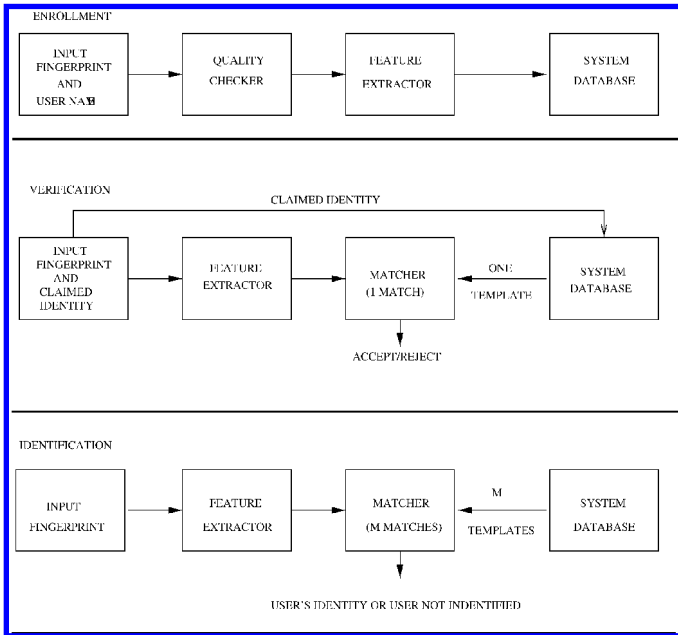 ENROLLMENT
INPUT
FINGERPRINT
AND
USER NAME
QUALITY
CHECKER
FEATURE
EXTRACTOR
SYSTEM
DATABASE
VERIFICATION
CLAIMED IDENTITY
INPUT
FINGERPRINT
AND
CLAIMED
IDENTITY
FEATURE
EXTRACTOR
MATCHER
(1 MATCH)
ONE
TEMPLATE
SYSTEM
DATABASE
ACCEPT/REJECT
IDENTIFICATION
INPUT
FINGERPRINT
FEATURE
EXTRACTOR
MATCHER
(M MATCHES)
M
TEMPLATES
SYSTEM
DATABASE
USER'S IDENTITY OR USER NOT INDENTIFIED